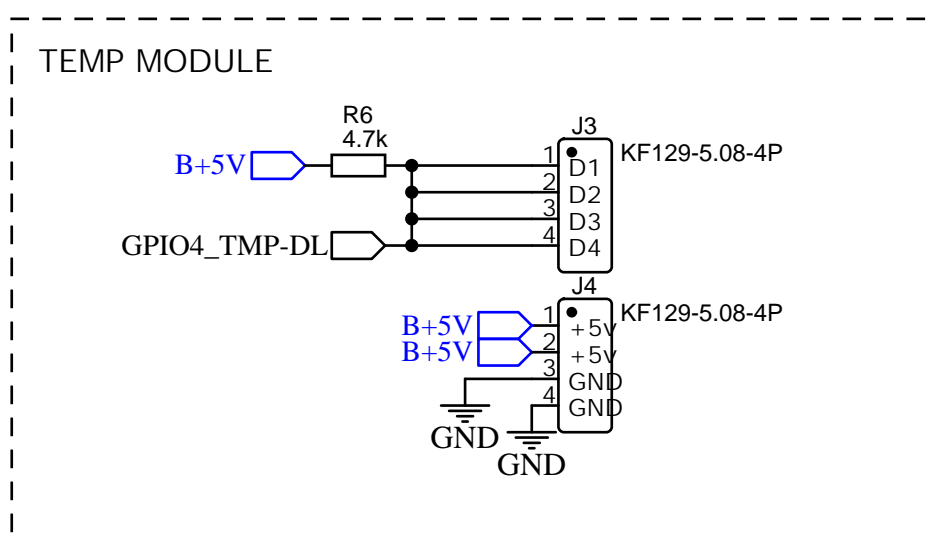 TEMP MODULE
R6
4.7k
B+5V
GPIO4_TMP-DL
J3
KF129-5.08-4P
1 D1
2 D2
3 D3
4 D4
J4
KF129-5.08-4P
B+5V 1 +5V
B+5V 2 +5V
3 GND
4 GND
GND
GND